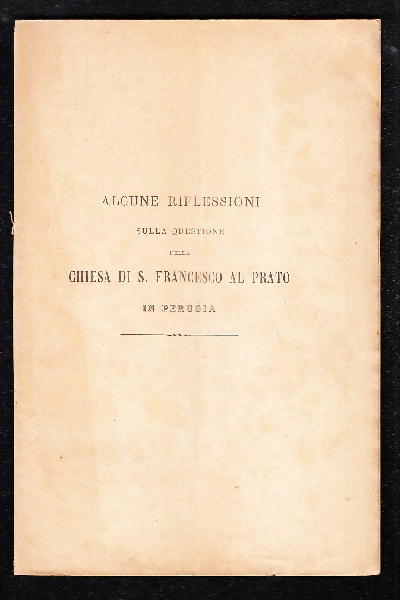 ALCUNE RIFLESSIONI
SULLA QUESTIONE
DELLA
CHIESA DI S. FRANCESCO AL PRATO
IN PERUGIA